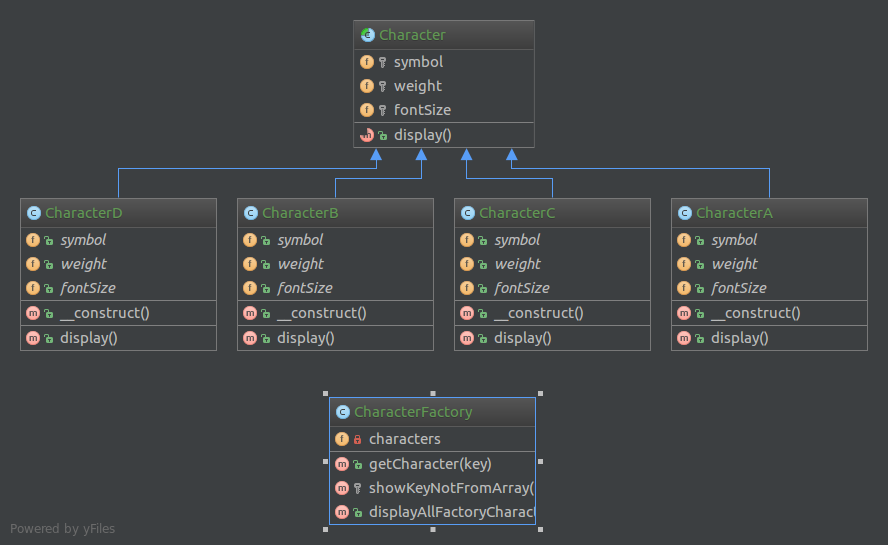 Character
symbol
weight
fontSize
display()
CharacterD
symbol
weight
fontSize
__construct()
display()
CharacterB
symbol
weight
fontSize
__construct()
display()
CharacterC
symbol
weight
fontSize
__construct()
display()
CharacterA
symbol
weight
fontSize
__construct()
display()
CharacterFactory
characters
getCharacter(key)
showKeyNotFromArray(
displayAllFactoryCharact
Powered by yFiles